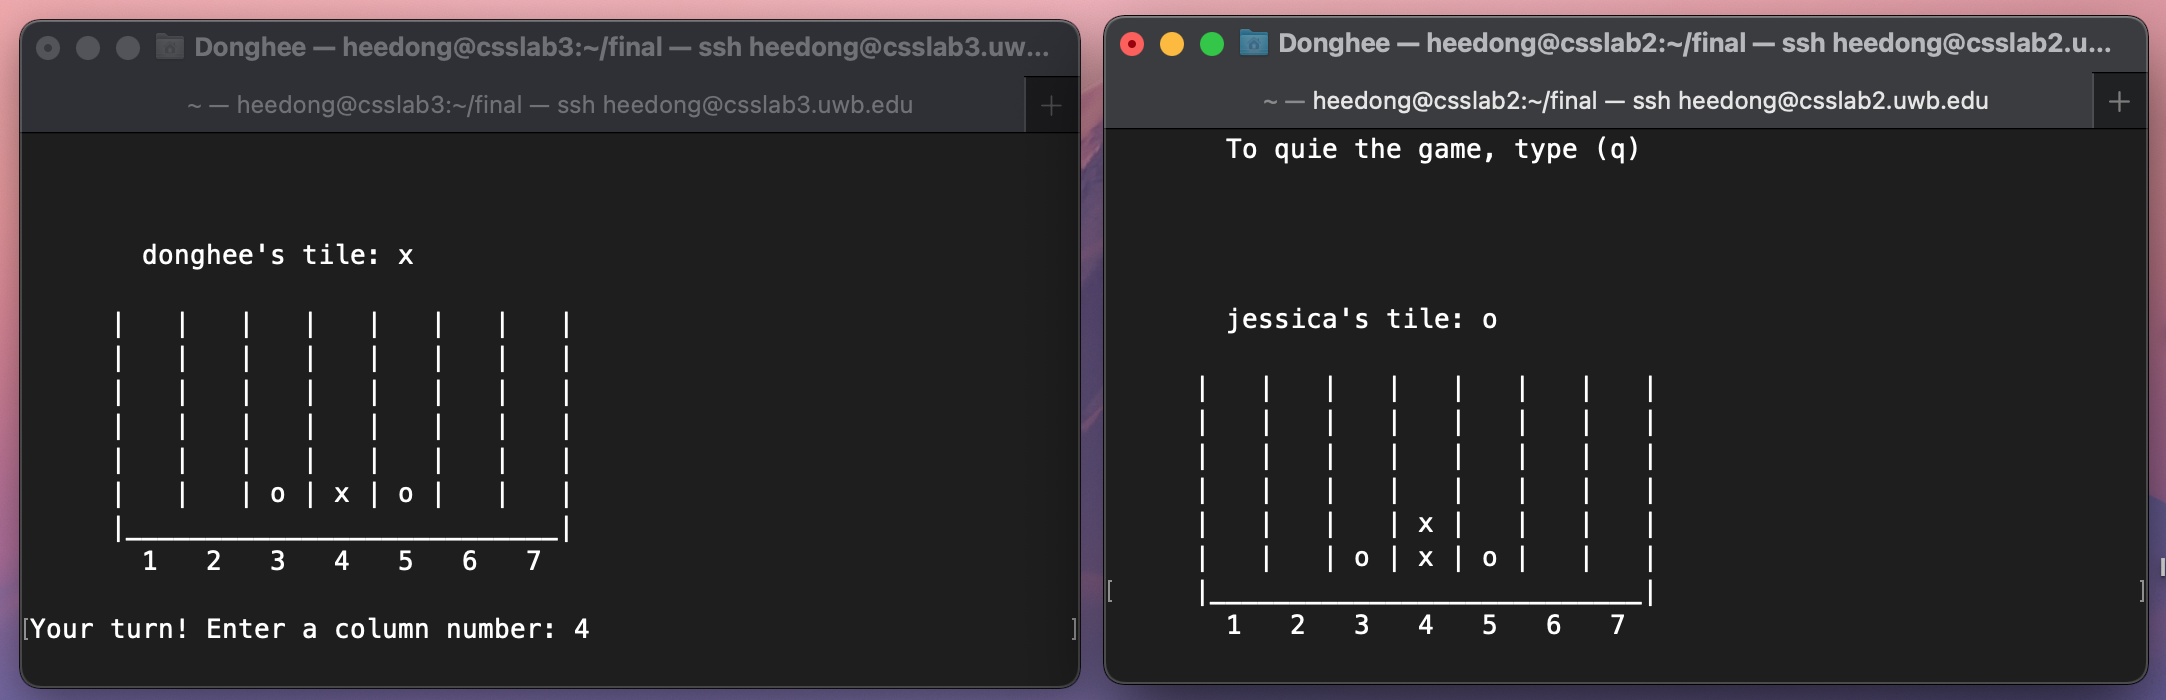 Donghee — heedong@csslab3:~/final — ssh heedong@csslab3.uw...
~ — heedong@csslab3:~/final — ssh heedong@csslab3.uwb.edu
donghee's tile: x
|   |   |   |   |   |   |   |
|   |   |   |   |   |   |   |
|   |   |   |   |   |   |   |
|   |   |   |   |   |   |   |
|   |   |   |   |   |   |   |
|   |   | o | x | o |   |   |
|___________________________|
1 2 3 4 5 6 7
[Your turn! Enter a column number: 4 ]
Donghee — heedong@csslab2:~/final — ssh heedong@csslab2.u...
~ — heedong@csslab2:~/final — ssh heedong@csslab2.uwb.edu
To quie the game, type (q)
jessica's tile: o
|   |   |   |   |   |   |   |
|   |   |   |   |   |   |   |
|   |   |   |   |   |   |   |
|   |   |   |   |   |   |   |
|   |   |   | x |   |   |   |
|   |   | o | x | o |   |   |
[ |___________________________| ]
1 2 3 4 5 6 7